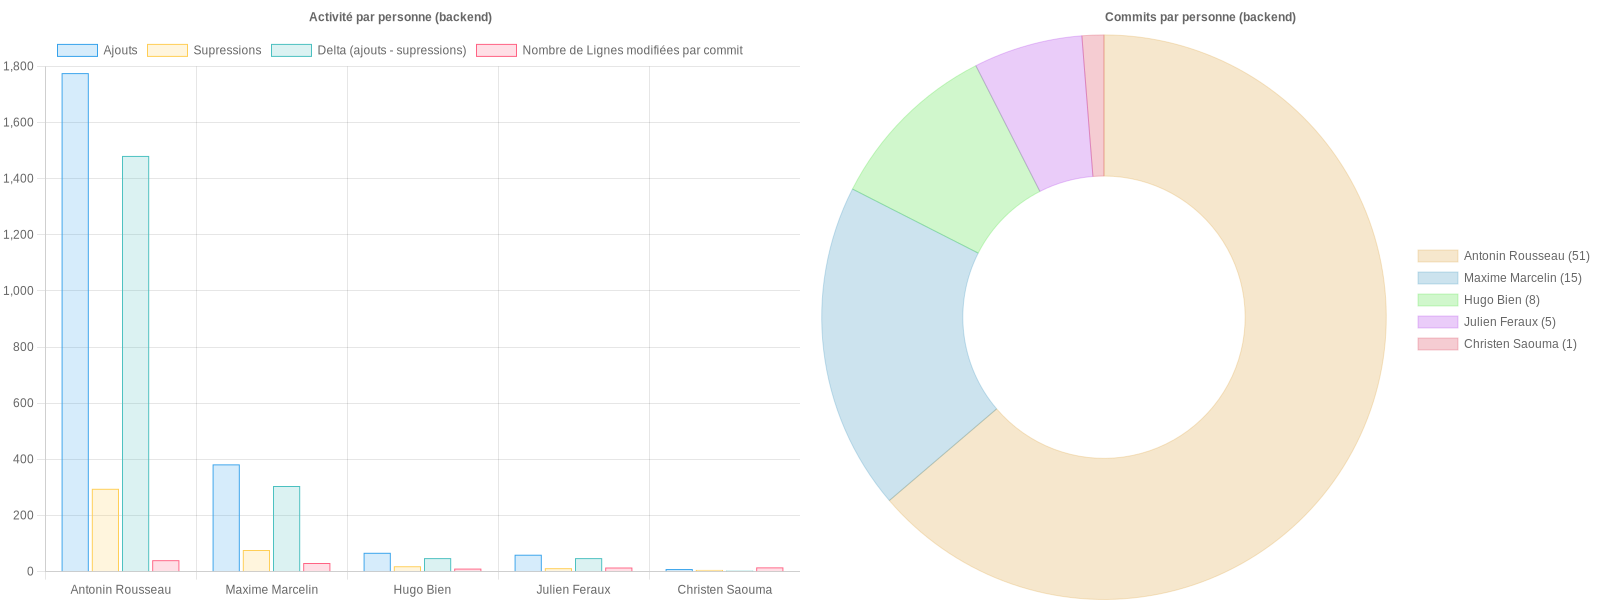 Activité par personne (backend)
Ajouts
Supressions
Delta (ajouts - supressions)
Nombre de Lignes modifiées par commit
1,800
1,600
1,400
1,200
1,000
800
600
400
200
0
Antonin Rousseau
Maxime Marcelin
Hugo Bien
Julien Feraux
Christen Saouma
Commits par personne (backend)
Antonin Rousseau (51)
Maxime Marcelin (15)
Hugo Bien (8)
Julien Feraux (5)
Christen Saouma (1)